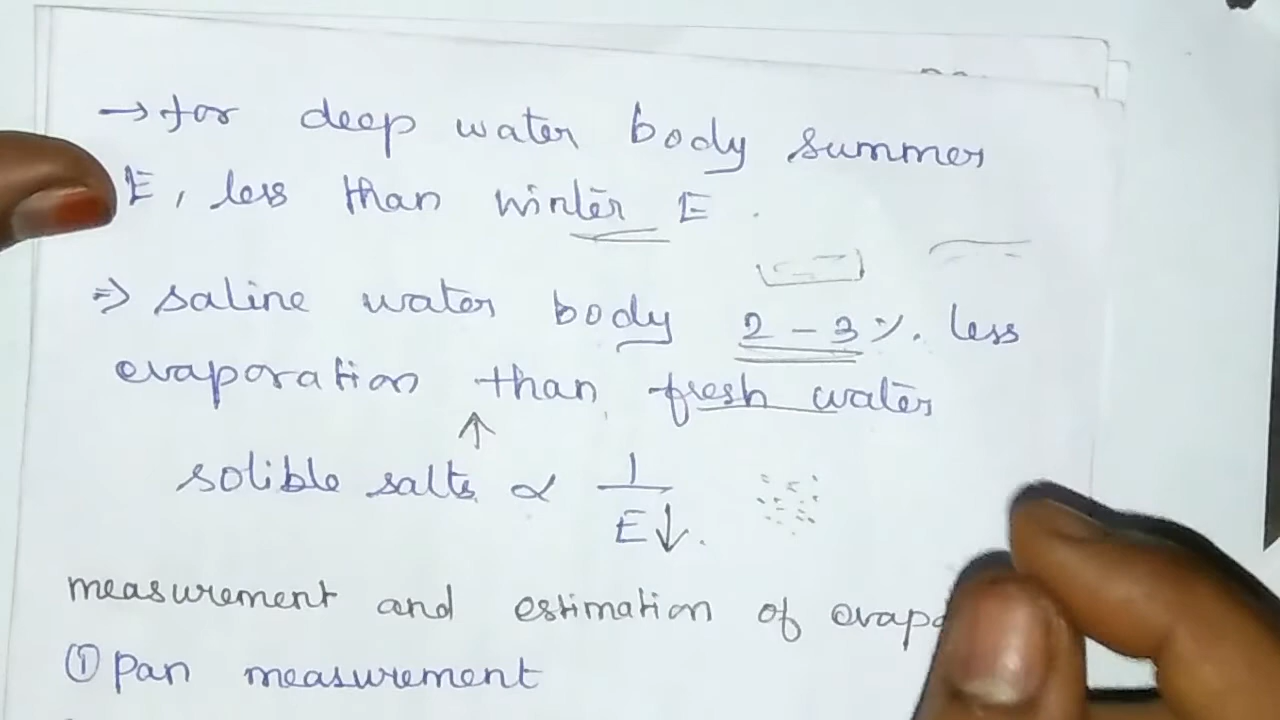 → for deep water body summer
E, less than winter E .
⇒ saline water body 2 - 3 %. less
evaporation than fresh water
↑
solible salts ∝ 1/E↓.
measurement and estimation of
① pan measurement